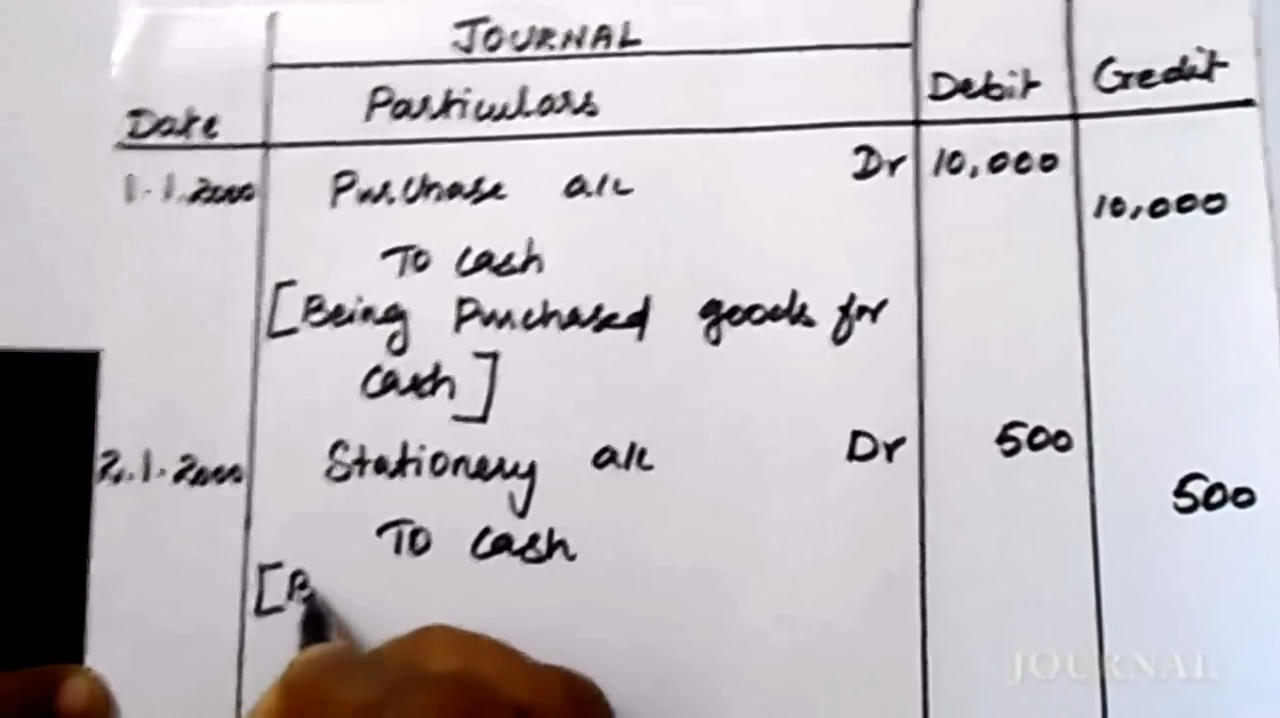 JOURNAL
Date Particulars Debit Credit
1.1.2000 Purchase a/c Dr 10,000
10,000
To cash
[Being Purchased goods for
cash]
2.1.2000 Stationery a/c Dr 500
500
To cash
[B
JOURNAL